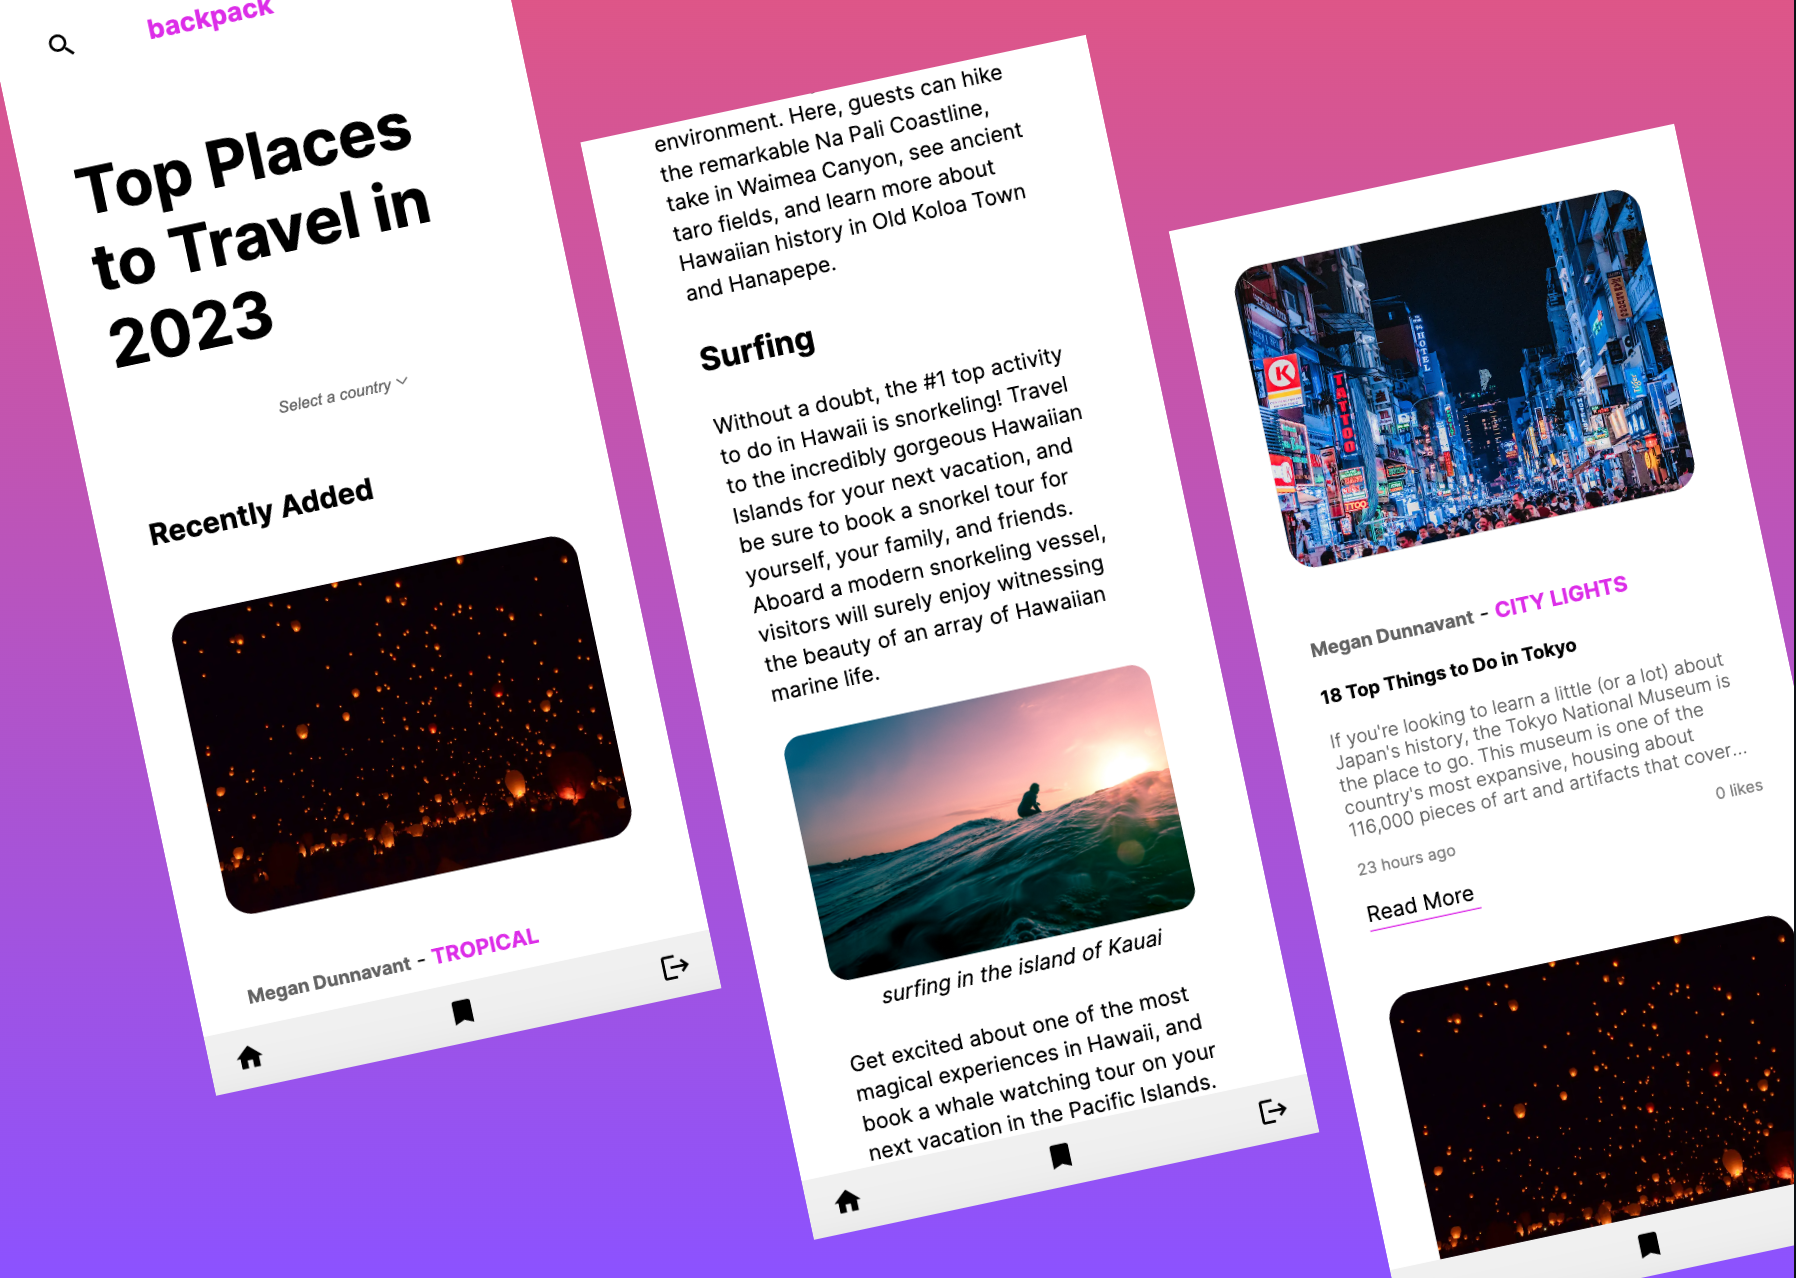 backpack
Top Places
to Travel in
2023
Select a country
Recently Added
Megan Dunnavant - TROPICAL
environment. Here, guests can hike
the remarkable Na Pali Coastline,
take in Waimea Canyon, see ancient
taro fields, and learn more about
Hawaiian history in Old Koloa Town
and Hanapepe.
Surfing
Without a doubt, the #1 top activity
to do in Hawaii is snorkeling! Travel
to the incredibly gorgeous Hawaiian
Islands for your next vacation, and
be sure to book a snorkel tour for
yourself, your family, and friends.
Aboard a modern snorkeling vessel,
visitors will surely enjoy witnessing
the beauty of an array of Hawaiian
marine life.
surfing in the island of Kauai
Get excited about one of the most
magical experiences in Hawaii, and
book a whale watching tour on your
next vacation in the Pacific Islands.
K
TATTOO
HOTEL
Megan Dunnavant - CITY LIGHTS
18 Top Things to Do in Tokyo
If you're looking to learn a little (or a lot) about
Japan's history, the Tokyo National Museum is
the place to go. This museum is one of the
country's most expansive, housing about
116,000 pieces of art and artifacts that cover...
0 likes
23 hours ago
Read More